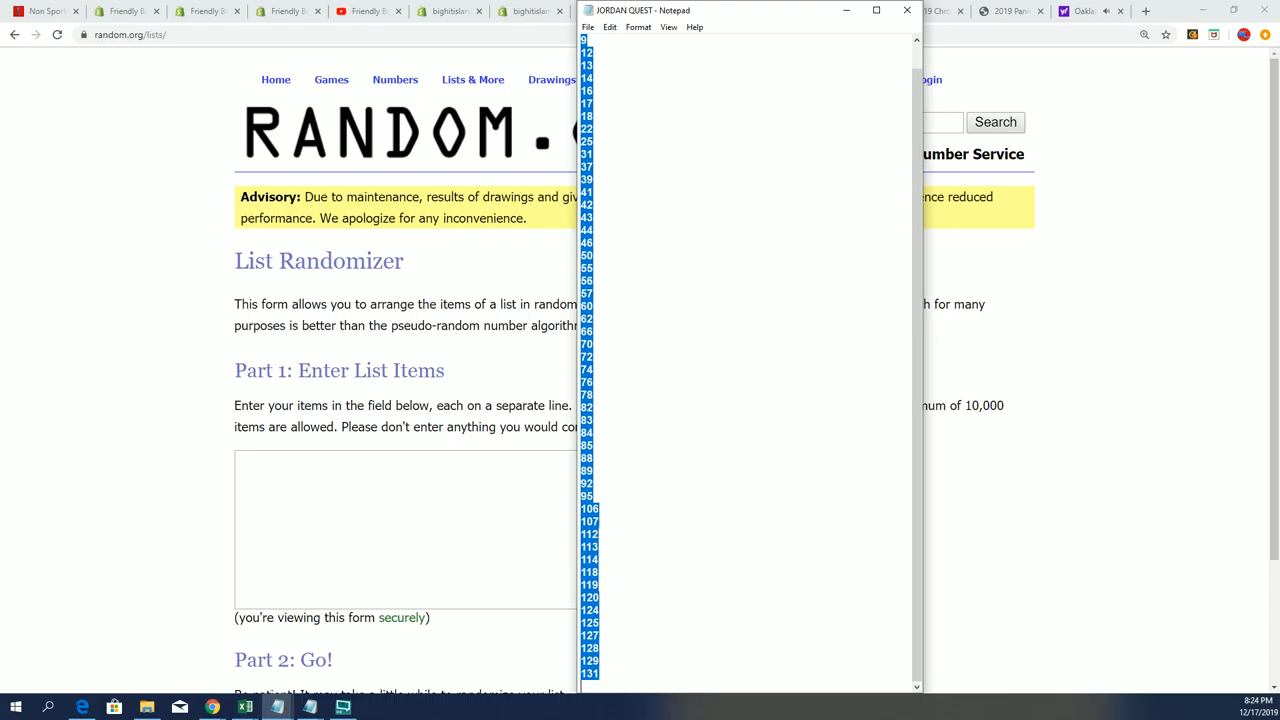 Non Sport
Friendly B
Friendly B
Friendly B
Friendly B
bighitisla
bighitisla
2019 Pani
Oakla
JORDAN QUEST - Notepad
File Edit Format View Help
random.org/lists/
Home Games Numbers Lists & More Drawings
RANDOM.
Search
umber Service
Advisory: Due to maintenance, results of drawings and giv
ence reduced
performance. We apologize for any inconvenience.
List Randomizer
This form allows you to arrange the items of a list in random
h for many
purposes is better than the pseudo-random number algorith
Part 1: Enter List Items
Enter your items in the field below, each on a separate line.
um of 10,000
items are allowed. Please don't enter anything you would co
(you're viewing this form securely)
Part 2: Go!
9
12
13
14
16
17
18
22
25
31
37
39
41
42
43
44
46
50
55
56
57
60
62
66
70
72
74
76
78
82
83
84
85
88
89
92
95
106
107
112
113
114
118
119
120
124
125
127
128
129
131
8:24 PM
12/17/2019